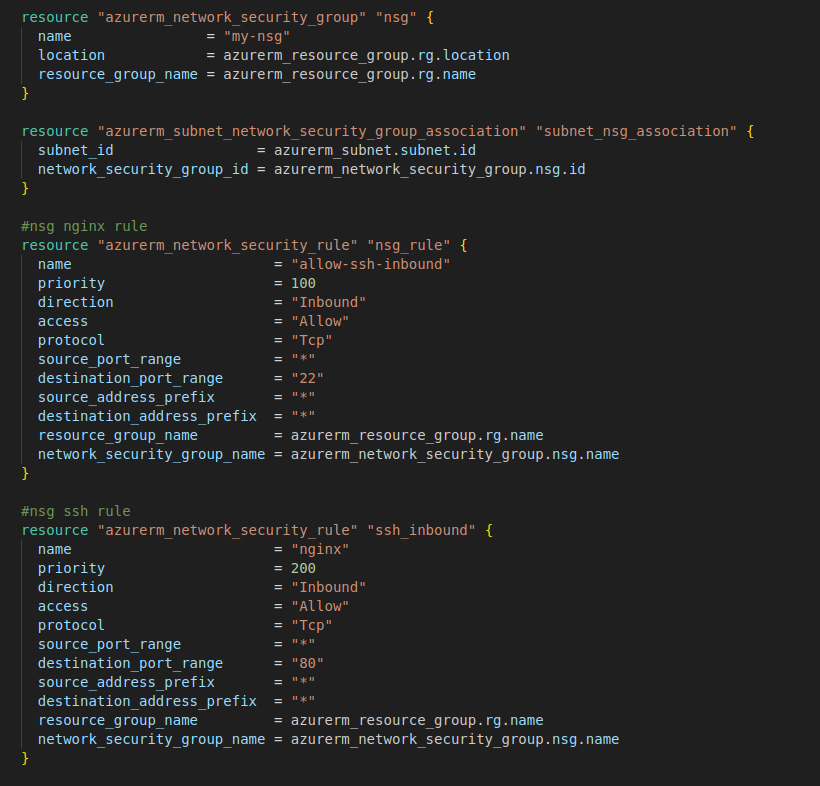 resource "azurerm_network_security_group" "nsg" {
  name                = "my-nsg"
  location            = azurerm_resource_group.rg.location
  resource_group_name = azurerm_resource_group.rg.name
}

resource "azurerm_subnet_network_security_group_association" "subnet_nsg_association" {
  subnet_id                 = azurerm_subnet.subnet.id
  network_security_group_id = azurerm_network_security_group.nsg.id
}

#nsg nginx rule
resource "azurerm_network_security_rule" "nsg_rule" {
  name                        = "allow-ssh-inbound"
  priority                    = 100
  direction                   = "Inbound"
  access                      = "Allow"
  protocol                    = "Tcp"
  source_port_range           = "*"
  destination_port_range      = "22"
  source_address_prefix       = "*"
  destination_address_prefix  = "*"
  resource_group_name         = azurerm_resource_group.rg.name
  network_security_group_name = azurerm_network_security_group.nsg.name
}

#nsg ssh rule
resource "azurerm_network_security_rule" "ssh_inbound" {
  name                        = "nginx"
  priority                    = 200
  direction                   = "Inbound"
  access                      = "Allow"
  protocol                    = "Tcp"
  source_port_range           = "*"
  destination_port_range      = "80"
  source_address_prefix       = "*"
  destination_address_prefix  = "*"
  resource_group_name         = azurerm_resource_group.rg.name
  network_security_group_name = azurerm_network_security_group.nsg.name
}